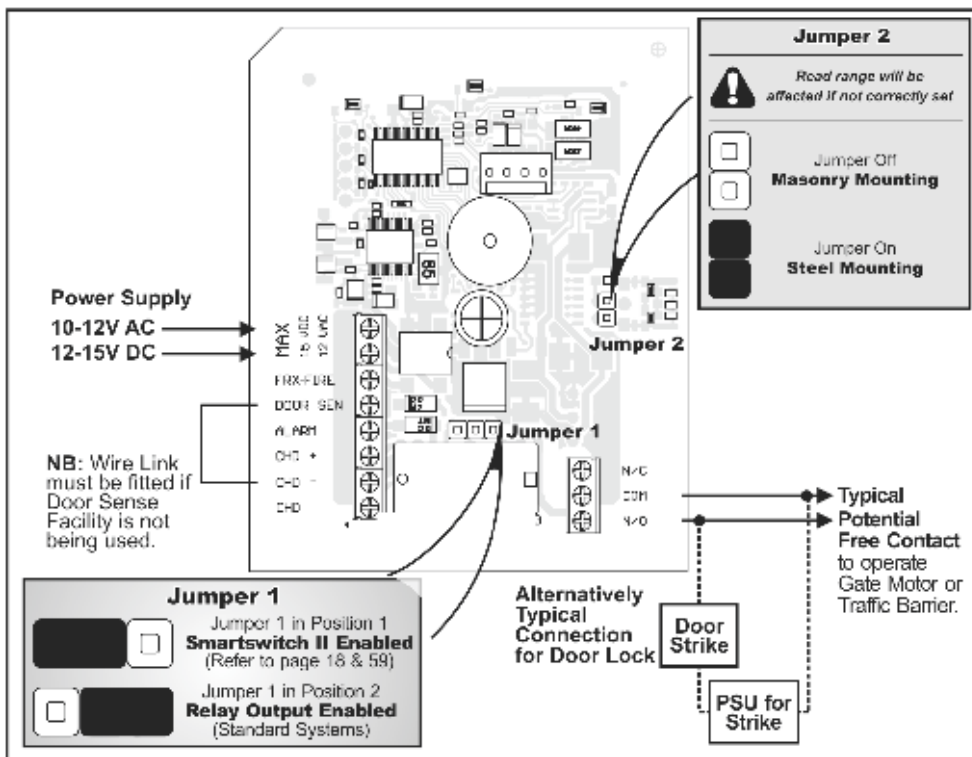 Jumper 2
Read range will be
affected if not correctly set
Jumper Off
Masonry Mounting
Jumper On
Steel Mounting
Power Supply
10-12V AC
12-15V DC
MAX
15 VDC
12 VAC
DOOR SEN
ALARM
CHD +
CHD -
CHD
85
Jumper 2
Jumper 1
NB: Wire Link
must be fitted if
Door Sense
Facility is not
being used.
N/C
COM
N/O
Typical
Potential
Free Contact
to operate
Gate Motor or
Traffic Barrier.
Alternatively
Typical
Connection
for Door Lock
Door
Strike
PSU for
Strike
Jumper 1
Jumper 1 in Position 1
Smartswitch II Enabled
(Refer to page 18 & 59)
Jumper 1 in Position 2
Relay Output Enabled
(Standard Systems)